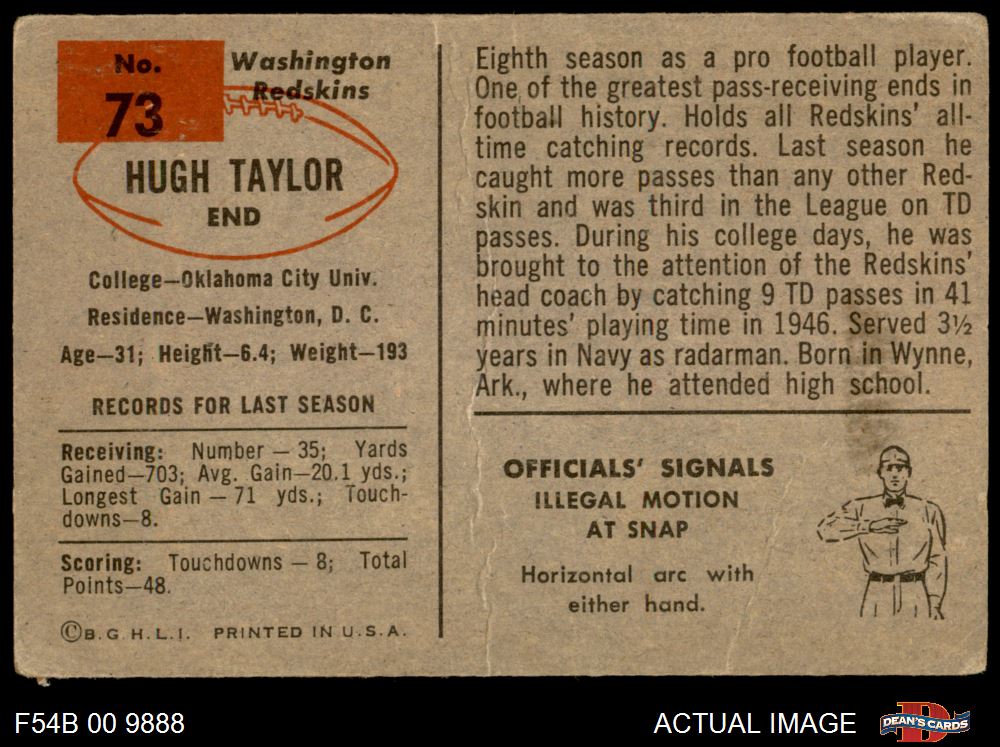 No.
73
Washington
Redskins
HUGH TAYLOR
END
College—Oklahoma City Univ.
Residence—Washington, D. C.
Age—31; Height—6.4; Weight—193
RECORDS FOR LAST SEASON
Receiving: Number — 35; Yards
Gained—703; Avg. Gain—20.1 yds.;
Longest Gain — 71 yds.; Touch-
downs—8.
Scoring: Touchdowns — 8; Total
Points—48.
©B.G.H.L.I. PRINTED IN U.S.A.
Eighth season as a pro football player.
One of the greatest pass-receiving ends in
football history. Holds all Redskins' all-
time catching records. Last season he
caught more passes than any other Red-
skin and was third in the League on TD
passes. During his college days, he was
brought to the attention of the Redskins'
head coach by catching 9 TD passes in 41
minutes' playing time in 1946. Served 3½
years in Navy as radarman. Born in Wynne,
Ark., where he attended high school.
OFFICIALS' SIGNALS
ILLEGAL MOTION
AT SNAP
Horizontal arc with
either hand.
F54B 00 9888
ACTUAL IMAGE
D
DEAN'S CARDS